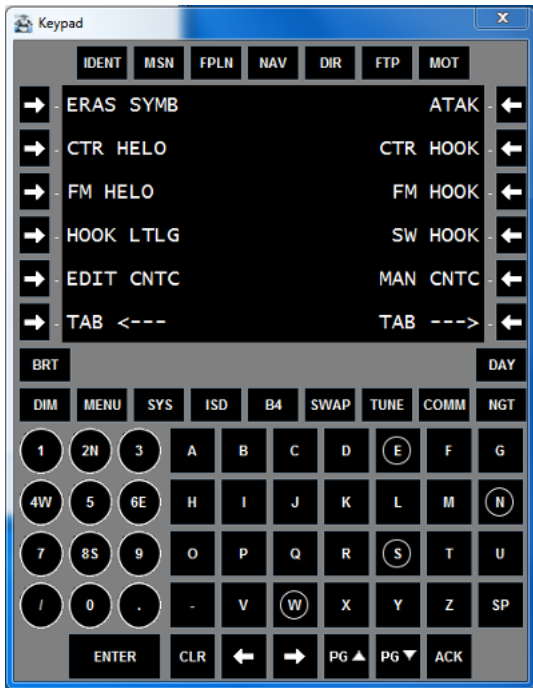 Keypad
IDENT MSN FPLN NAV DIR FTP MOT
ERAS SYMB ATAK
CTR HELO CTR HOOK
FM HELO FM HOOK
HOOK LTLG SW HOOK
EDIT CNTC MAN CNTC
TAB <--- TAB --->
BRT DAY
DIM MENU SYS ISD B4 SWAP TUNE COMM NGT
1 2N 3 A B C D E F G
4W 5 6E H I J K L M N
7 8S 9 O P Q R S T U
/ 0 . - V W X Y Z SP
ENTER CLR ← → PG ▲ PG ▼ ACK